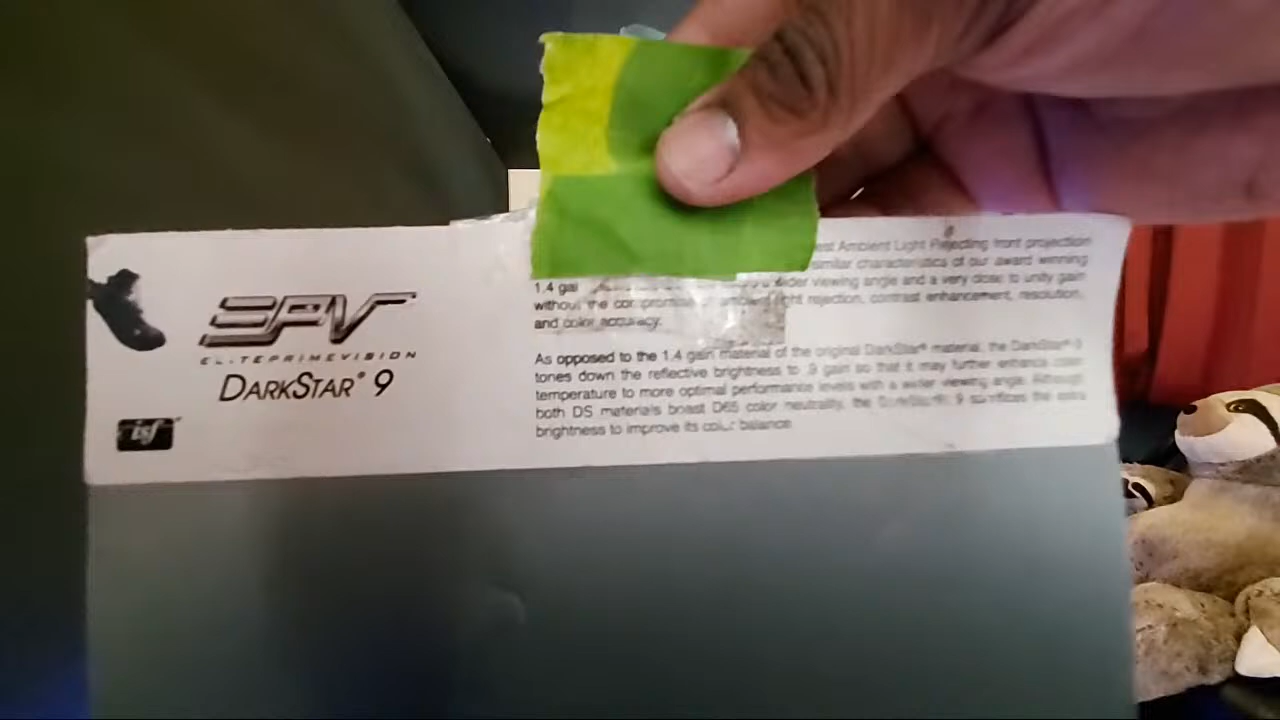 EPV
ELITEPRIMEVISION
DARKSTAR® 9
isf
est Ambient Light Rejecting front projection
similar characteristics of our award winning
1.4 gai wider viewing angle and a very close to unity gain
without the compromise ambient light rejection, contrast enhancement, resolution,
and color accuracy.
As opposed to the 1.4 gain material of the original DarkStar® material, the DarkStar® 9
tones down the reflective brightness to .9 gain so that it may further enhance color
temperature to more optimal performance levels with a wider viewing angle. Although
both DS materials boast D65 color neutrality, the DarkStar® 9 sacrifices the extra
brightness to improve its color balance